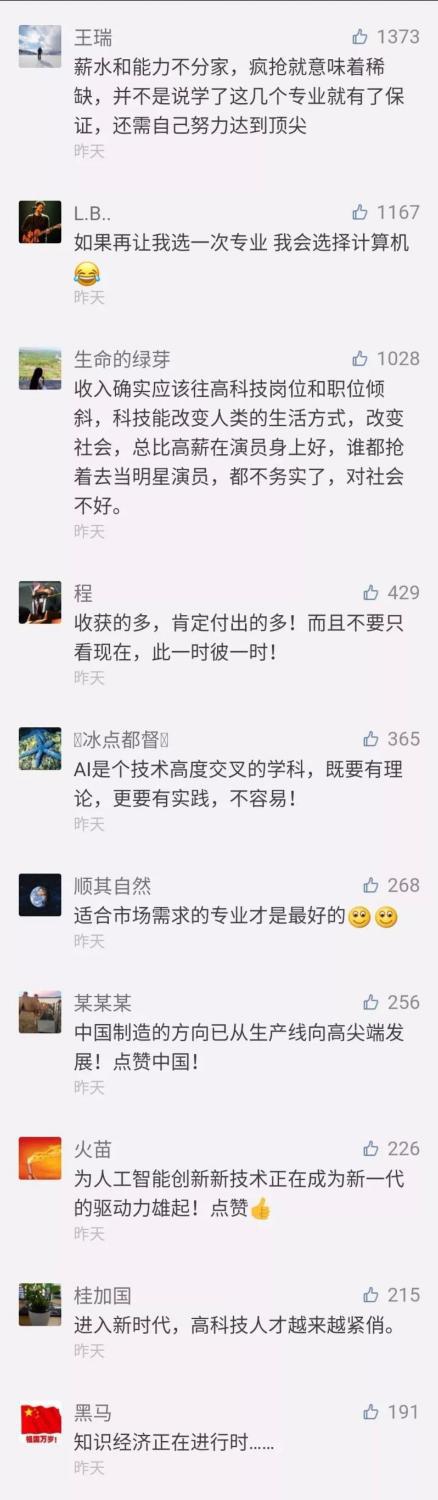 王瑞 1373
薪水和能力不分家，疯抢就意味着稀
缺，并不是说学了这几个专业就有了保
证，还需自己努力达到顶尖
昨天
L.B.. 1167
如果再让我选一次专业 我会选择计算机
😂
昨天
生命的绿芽 1028
收入确实应该往高科技岗位和职位倾
斜，科技能改变人类的生活方式，改变
社会，总比高薪在演员身上好，谁都抢
着去当明星演员，都不务实了，对社会
不好。
昨天
程 429
收获的多，肯定付出的多！而且不要只
看现在，此一时彼一时！
昨天
冰点都督 365
AI是个技术高度交叉的学科，既要有理
论，更要有实践，不容易！
昨天
顺其自然 268
适合市场需求的专业才是最好的🙂🙂
昨天
某某某 256
中国制造的方向已从生产线向高尖端发
展！点赞中国！
昨天
火苗 226
为人工智能创新新技术正在成为新一代
的驱动力雄起！点赞👍
昨天
桂加国 215
进入新时代，高科技人才越来越紧俏。
昨天
黑马 191
祖国万岁!
知识经济正在进行时……
昨天